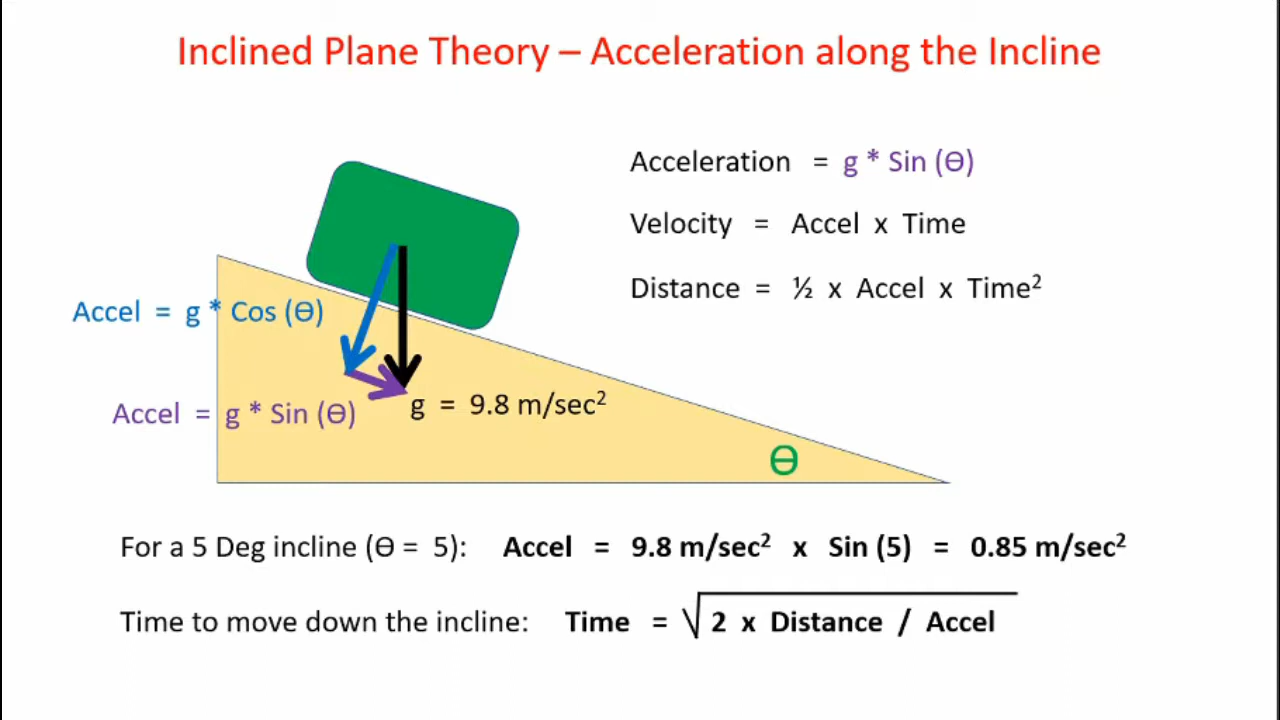 Inclined Plane Theory – Acceleration along the Incline
Acceleration = g * Sin (Ɵ)
Velocity = Accel x Time
Distance = ½ x Accel x Time²
Accel = g * Cos (Ɵ)
Accel = g * Sin (Ɵ)
g = 9.8 m/sec²
Ɵ
For a 5 Deg incline (Ɵ = 5): Accel = 9.8 m/sec² x Sin (5) = 0.85 m/sec²
Time to move down the incline: Time = √2 x Distance / Accel